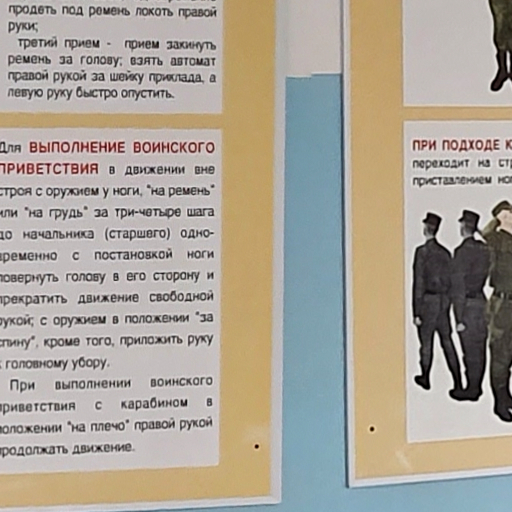 продеть под ремень локоть правой
руки;
третий прием - прием закинуть
ремень за голову; взять автомат
правой рукой за шейку приклада, а
левую руку быстро опустить.
Для ВЫПОЛНЕНИЕ ВОИНСКОГО
ПРИВЕТСТВИЯ в движении вне
строя с оружием у ноги, "на ремень"
или "на грудь" за три-четыре шага
до начальника (старшего) одно-
временно с постановкой ноги
повернуть голову в его сторону и
прекратить движение свободной
рукой; с оружием в положении "за
спину", кроме того, приложить руку
к головному убору.
При выполнении воинского
приветствия с карабином в
положении "на плечо" правой рукой
продолжать движение.
ПРИ ПОДХОДЕ К
переходит на стр
приставлением ног